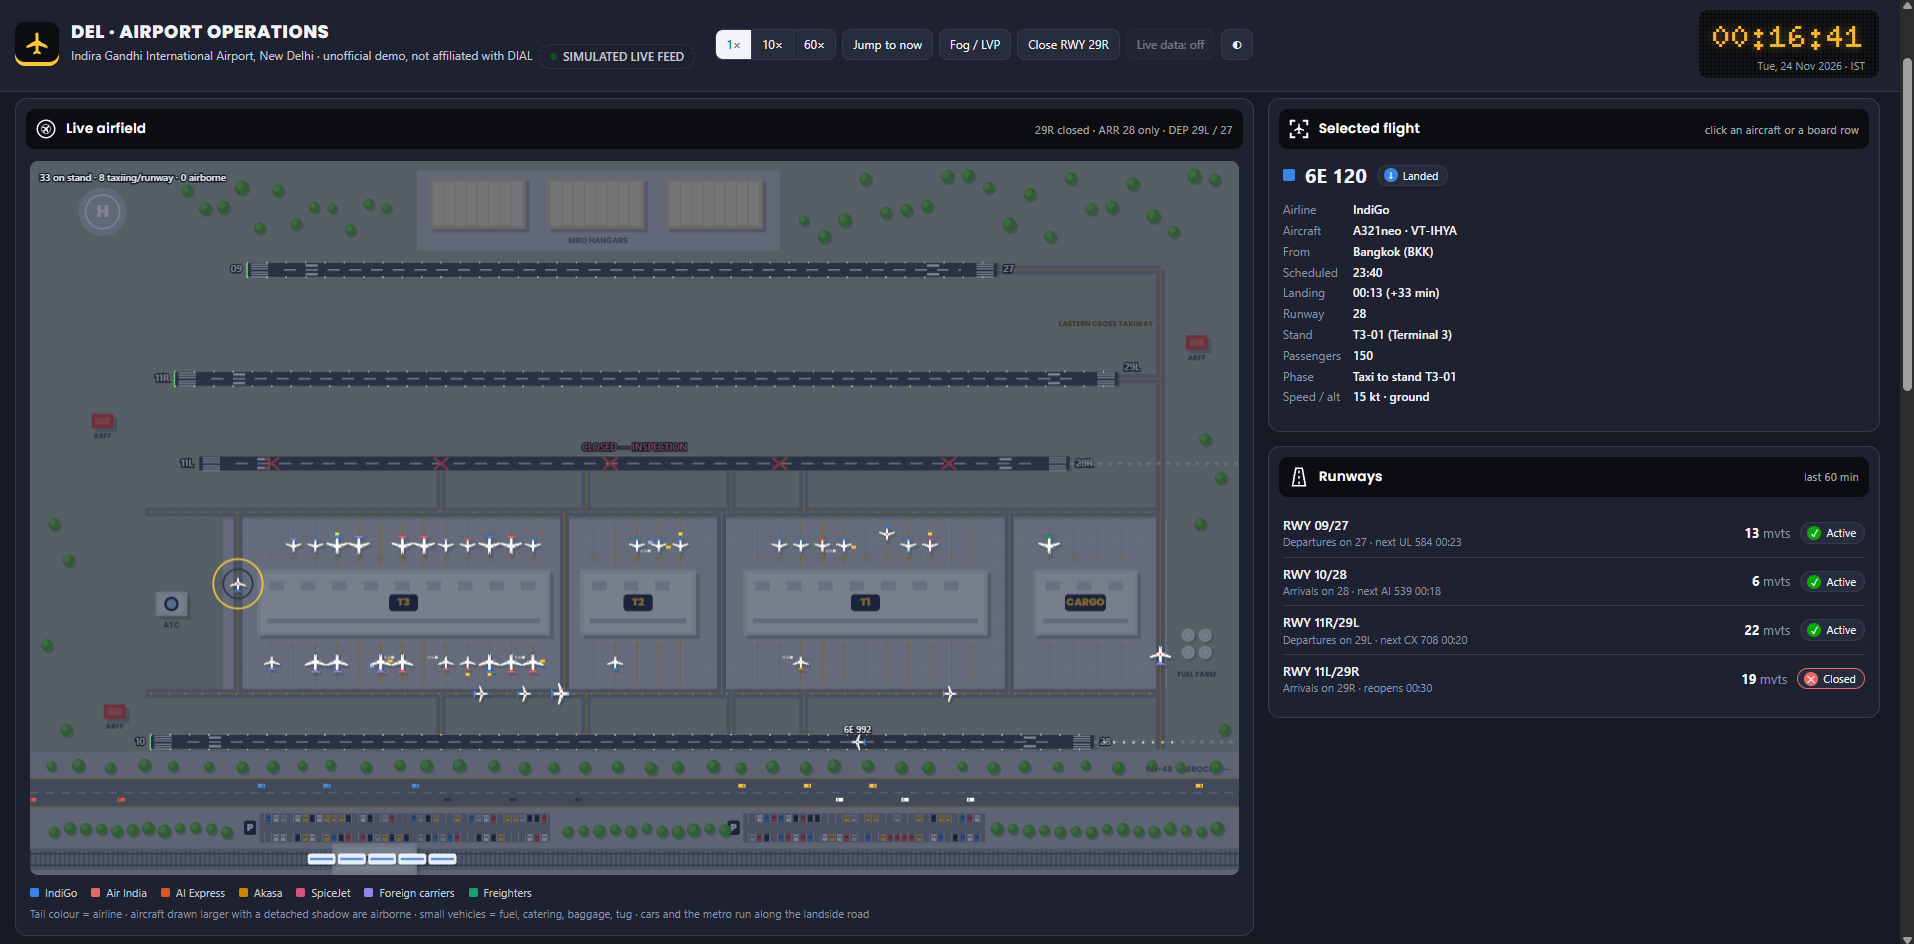 DEL · AIRPORT OPERATIONS
Indira Gandhi International Airport, New Delhi · unofficial demo, not affiliated with DIAL
SIMULATED LIVE FEED
1×
10×
60×
Jump to now
Fog / LVP
Close RWY 29R
Live data: off
00:16:41
Tue, 24 Nov 2026 · IST
Live airfield
29R closed · ARR 28 only · DEP 29L / 27
33 on stand · 8 taxiing/runway · 0 airborne
H
MRO HANGARS
09
27
EASTERN CROSS TAXIWAY
ARFF
11R
29L
ARFF
CLOSED — INSPECTION
11L
29R
T3
T2
T1
CARGO
ATC
FUEL FARM
ARFF
6E 992
10
28
P
P
IndiGo
Air India
AI Express
Akasa
SpiceJet
Foreign carriers
Freighters
Tail colour = airline · aircraft drawn larger with a detached shadow are airborne · small vehicles = fuel, catering, baggage, tug · cars and the metro run along the landside road
Selected flight
click an aircraft or a board row
6E 120
Landed
Airline IndiGo
Aircraft A321neo · VT-IHYA
From Bangkok (BKK)
Scheduled 23:40
Landing 00:13 (+33 min)
Runway 28
Stand T3-01 (Terminal 3)
Passengers 150
Phase Taxi to stand T3-01
Speed / alt 15 kt · ground
Runways
last 60 min
RWY 09/27
Departures on 27 · next UL 584 00:23
13 mvts
Active
RWY 10/28
Arrivals on 28 · next AI 539 00:18
6 mvts
Active
RWY 11R/29L
Departures on 29L · next CX 708 00:20
22 mvts
Active
RWY 11L/29R
Arrivals on 29R · reopens 00:30
19 mvts
Closed